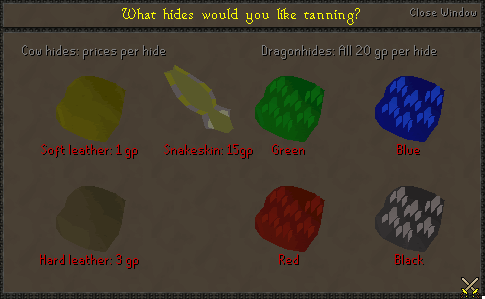 What hides would you like tanning?
Close Window
Cow hides: prices per hide
Dragonhides: All 20 gp per hide
Soft leather: 1 gp
Snakeskin: 15gp
Green
Blue
Hard leather: 3 gp
Red
Black